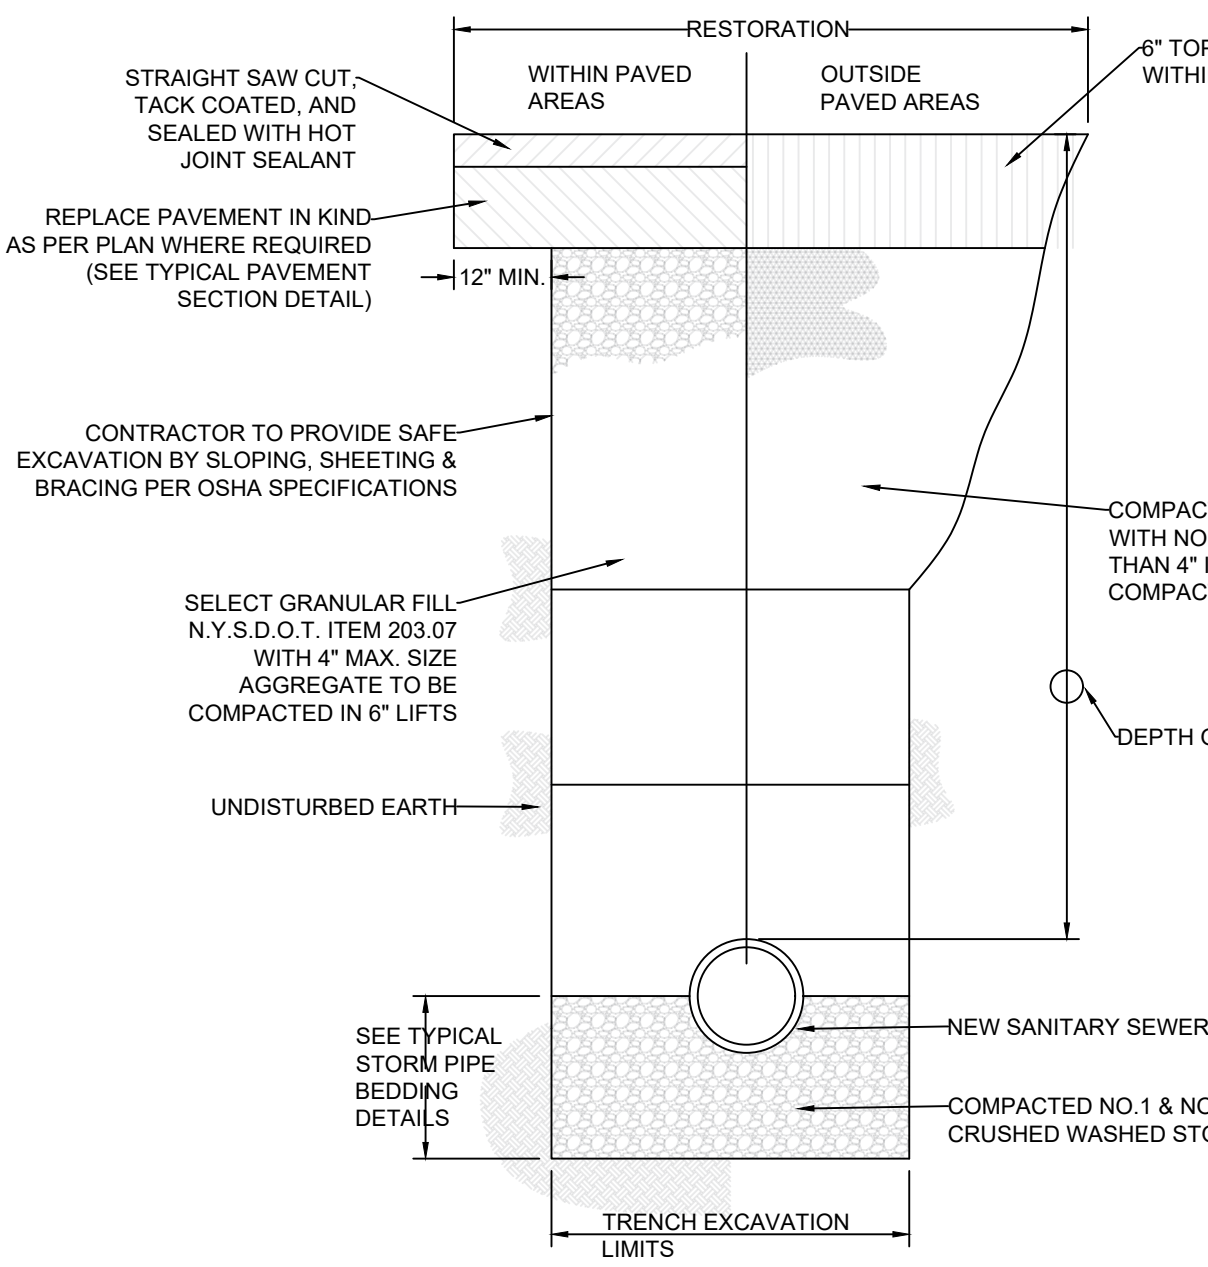 RESTORATION
STRAIGHT SAW CUT,
TACK COATED, AND
SEALED WITH HOT
JOINT SEALANT
WITHIN PAVED
AREAS
OUTSIDE
PAVED AREAS
6"
REPLACE PAVEMENT IN KIND
AS PER PLAN WHERE REQUIRED
(SEE TYPICAL PAVEMENT
SECTION DETAIL)
12" MIN.
CONTRACTOR TO PROVIDE SAFE
EXCAVATION BY SLOPING, SHEETING &
BRACING PER OSHA SPECIFICATIONS
COMPAC
WITH NO
THAN 4"
COMPAC
SELECT GRANULAR FILL
N.Y.S.D.O.T. ITEM 203.07
WITH 4" MAX. SIZE
AGGREGATE TO BE
COMPACTED IN 6" LIFTS
DEPTH
UNDISTURBED EARTH
SEE TYPICAL
STORM PIPE
BEDDING
DETAILS
NEW SANITARY SEWER
COMPACTED NO.1 & NO
CRUSHED WASHED STO
TRENCH EXCAVATION
LIMITS